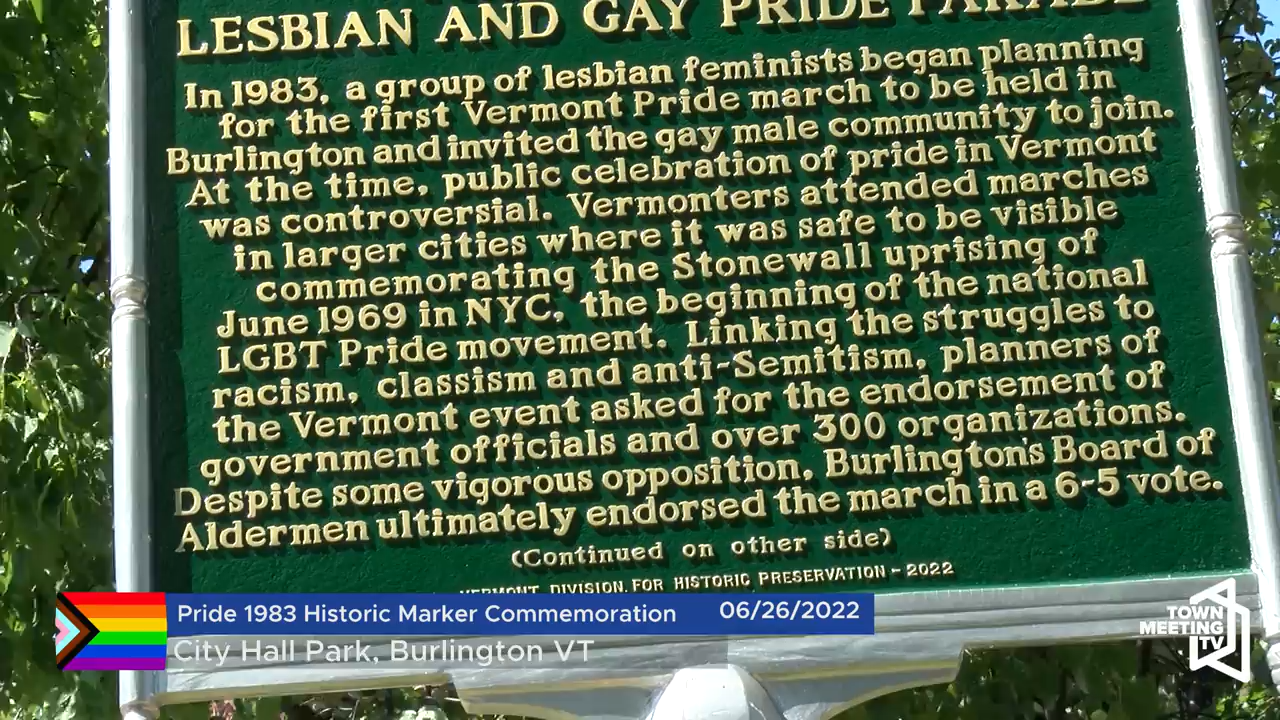 LESBIAN AND GAY PRIDE PARADE
In 1983, a group of lesbian feminists began planning
for the first Vermont Pride march to be held in
Burlington and invited the gay male community to join.
At the time, public celebration of pride in Vermont
was controversial. Vermonters attended marches
in larger cities where it was safe to be visible
commemorating the Stonewall uprising of
June 1969 in NYC, the beginning of the national
LGBT Pride movement. Linking the struggles to
racism, classism and anti-Semitism, planners of
the Vermont event asked for the endorsement of
government officials and over 300 organizations.
Despite some vigorous opposition, Burlington's Board of
Aldermen ultimately endorsed the march in a 6-5 vote.
(Continued on other side)
VERMONT DIVISION FOR HISTORIC PRESERVATION - 2022
Pride 1983 Historic Marker Commemoration 06/26/2022
City Hall Park, Burlington VT
TOWN
MEETING
TV